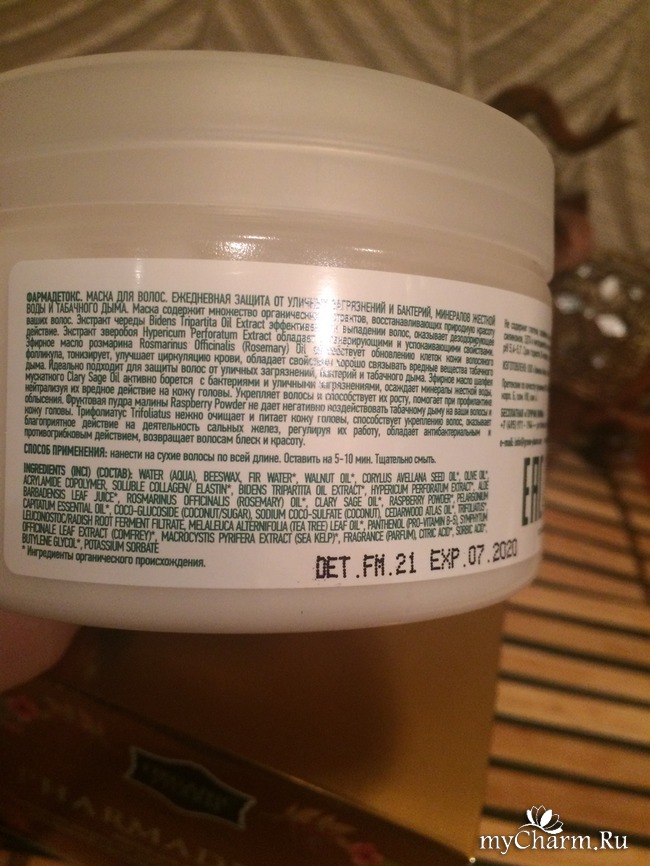 ФАРМАДЕТОКС. МАСКА ДЛЯ ВОЛОС. ЕЖЕДНЕВНАЯ ЗАЩИТА ОТ УЛИЧНЫХ ЗАГРЯЗНЕНИЙ И БАКТЕРИЙ, МИНЕРАЛОВ ЖЕСТКОЙ
ВОДЫ И ТАБАЧНОГО ДЫМА. Маска содержит множество органических экстрактов, восстанавливающих природную красоту
ваших волос. Экстракт череды Bidens Tripartita Oil Extract эффективен при выпадении волос, оказывает дезодорирующее
действие. Экстракт зверобоя Hypericum Perforatum Extract обладает и успокаивающими свойствами,
эфирное масло розмарина Rosmarinus Officinalis (Rosemary) Oil способствует обновлению клеток кожи волосяного
фолликула, тонизирует, улучшает циркуляцию крови, обладает свойством хорошо связывать вредные вещества табачного
дыма. Идеально подходит для защиты волос от уличных загрязнений, бактерий и табачного дыма. Эфирное масло шалфея
мускатного Clary Sage Oil активно борется с бактериями и уличными загрязнениями, осаждает минералы жесткой воды,
нейтрализуя их вредное действие на кожу головы. Укрепляет волосы и способствует их росту, помогает при профилактике
облысения. Фруктовая пудра малины Raspberry Powder не дает негативно воздействовать табачному дыму на ваши волосы и
кожу головы. Трифолиатус Trifoliatus нежно очищает и питает кожу головы, способствует укреплению волос, оказывает
благоприятное действие на деятельность сальных желез, регулируя их работу, обладает антибактериальным и
противогрибковым действием, возвращает волосам блеск и красоту.
СПОСОБ ПРИМЕНЕНИЯ: нанести на сухие волосы по всей длине. Оставить на 5-10 мин. Тщательно смыть.
INGREDIENTS (INCI) (СОСТАВ): WATER (AQUA), BEESWAX, FIR WATER*, WALNUT OIL*, CORYLUS AVELLANA SEED OIL*, OLIVE OIL*,
ACRYLAMIDE COPOLYMER, SOLUBLE COLLAGEN/ ELASTIN*, BIDENS TRIPARTITA OIL EXTRACT*, HYPERICUM PERFORATUM EXTRACT*, ALOE
BARBADENSIS LEAF JUICE*, ROSMARINUS OFFICINALIS (ROSEMARY) OIL*, CLARY SAGE OIL*, RASPBERRY POWDER*, PELARGONIUM
CAPITATUM ESSENTIAL OIL*, COCO-GLUCOSIDE (COCONUT/SUGAR), SODIUM COCO-SULFATE (COCONUT), CEDARWOOD ATLAS OIL*, TRIFOLIATUS*,
LEUCONOSTOC/RADISH ROOT FERMENT FILTRATE, MELALEUCA ALTERNIFOLIA (TEA TREE) LEAF OIL*, PANTHENOL (PRO-VITAMIN B-5), SYMPHYTUM
OFFICINALE LEAF EXTRACT (COMFREY)*, MACROCYSTIS PYRIFERA EXTRACT (SEA KELP)*, FRAGRANCE (PARFUM), CITRIC ACID*, SORBIC ACID*,
BUTYLENE GLYCOL*, POTASSIUM SORBATE
* Ингредиенты органического происхождения.
DET.FM.21 EXP.07.2020
EAC
PHARMAD
myCharm.Ru